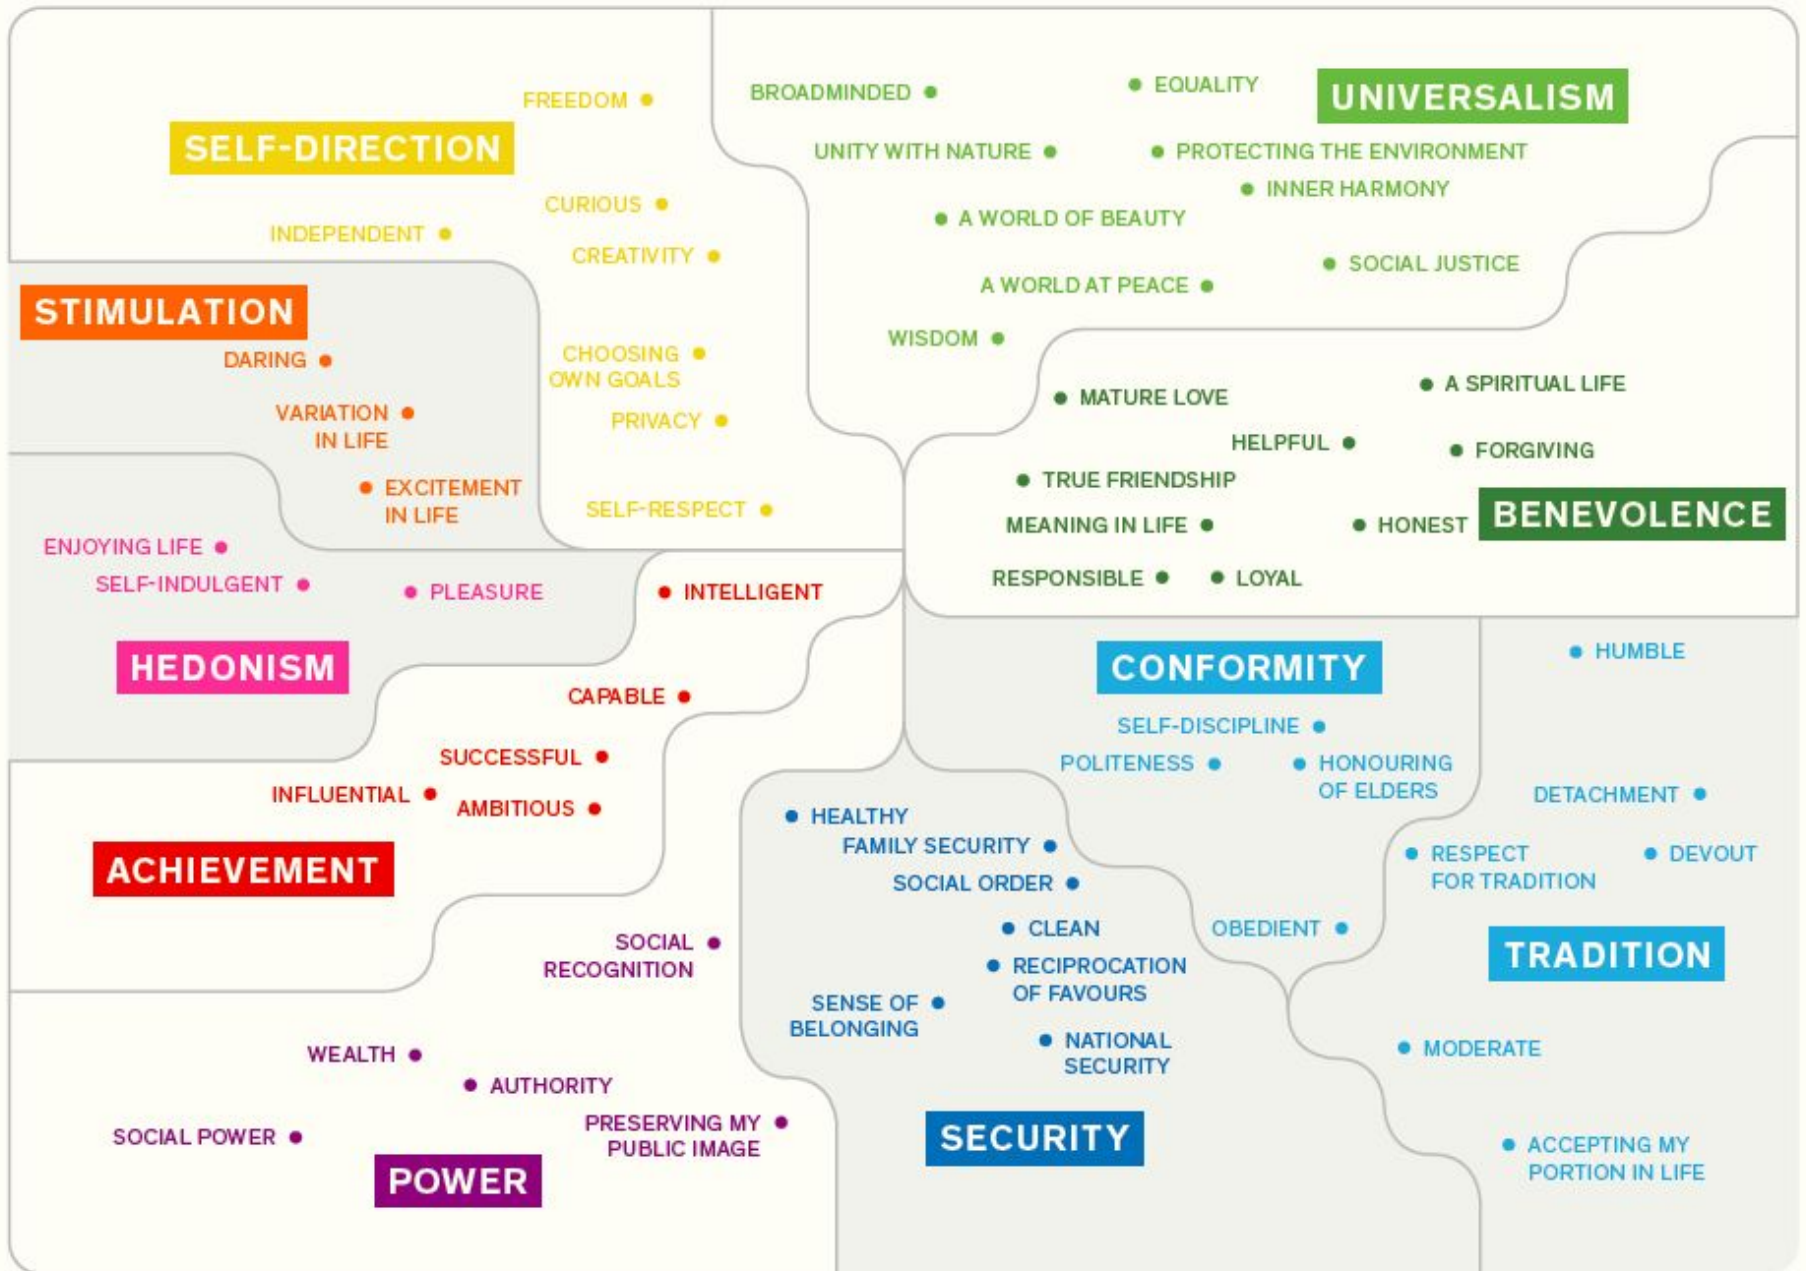 SELF-DIRECTION
FREEDOM
CURIOUS
INDEPENDENT
CREATIVITY
CHOOSING
OWN GOALS
PRIVACY
SELF-RESPECT
UNIVERSALISM
BROADMINDED
EQUALITY
UNITY WITH NATURE
PROTECTING THE ENVIRONMENT
INNER HARMONY
A WORLD OF BEAUTY
SOCIAL JUSTICE
A WORLD AT PEACE
WISDOM
STIMULATION
DARING
VARIATION
IN LIFE
EXCITEMENT
IN LIFE
MATURE LOVE
A SPIRITUAL LIFE
HELPFUL
FORGIVING
TRUE FRIENDSHIP
MEANING IN LIFE
HONEST
BENEVOLENCE
RESPONSIBLE
LOYAL
ENJOYING LIFE
SELF-INDULGENT
PLEASURE
HEDONISM
INTELLIGENT
CAPABLE
SUCCESSFUL
INFLUENTIAL
AMBITIOUS
ACHIEVEMENT
CONFORMITY
SELF-DISCIPLINE
POLITENESS
HONOURING
OF ELDERS
OBEDIENT
HUMBLE
DETACHMENT
RESPECT
FOR TRADITION
DEVOUT
TRADITION
MODERATE
ACCEPTING MY
PORTION IN LIFE
HEALTHY
FAMILY SECURITY
SOCIAL ORDER
CLEAN
RECIPROCATION
OF FAVOURS
SENSE OF
BELONGING
NATIONAL
SECURITY
SECURITY
SOCIAL
RECOGNITION
WEALTH
AUTHORITY
SOCIAL POWER
PRESERVING MY
PUBLIC IMAGE
POWER